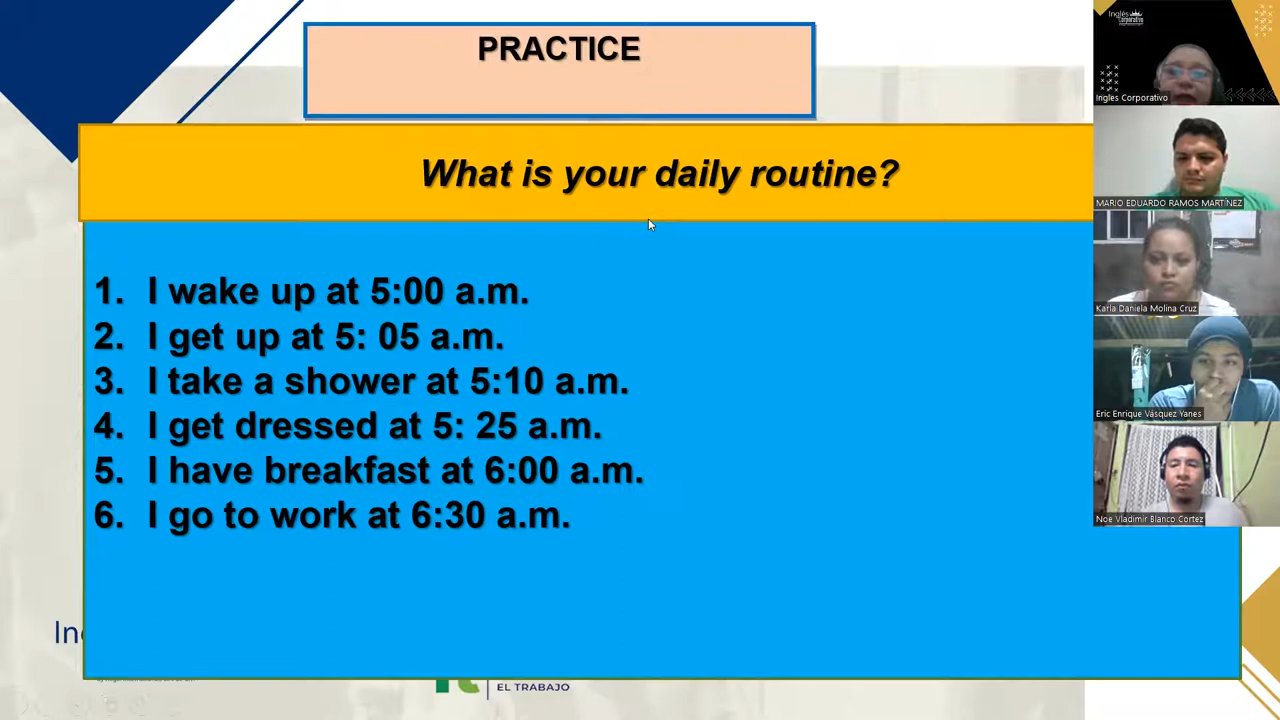 PRACTICE
What is your daily routine?
1. I wake up at 5:00 a.m.
2. I get up at 5: 05 a.m.
3. I take a shower at 5:10 a.m.
4. I get dressed at 5: 25 a.m.
5. I have breakfast at 6:00 a.m.
6. I go to work at 6:30 a.m.
EL TRABAJO
Inglés
Corporativo
Ingles Corporativo
MARIO EDUARDO RAMOS MARTÍNEZ
Karla Daniela Molina Cruz
Eric Enrique Vásquez Yanes
Noe Vladimir Blanco Cortez